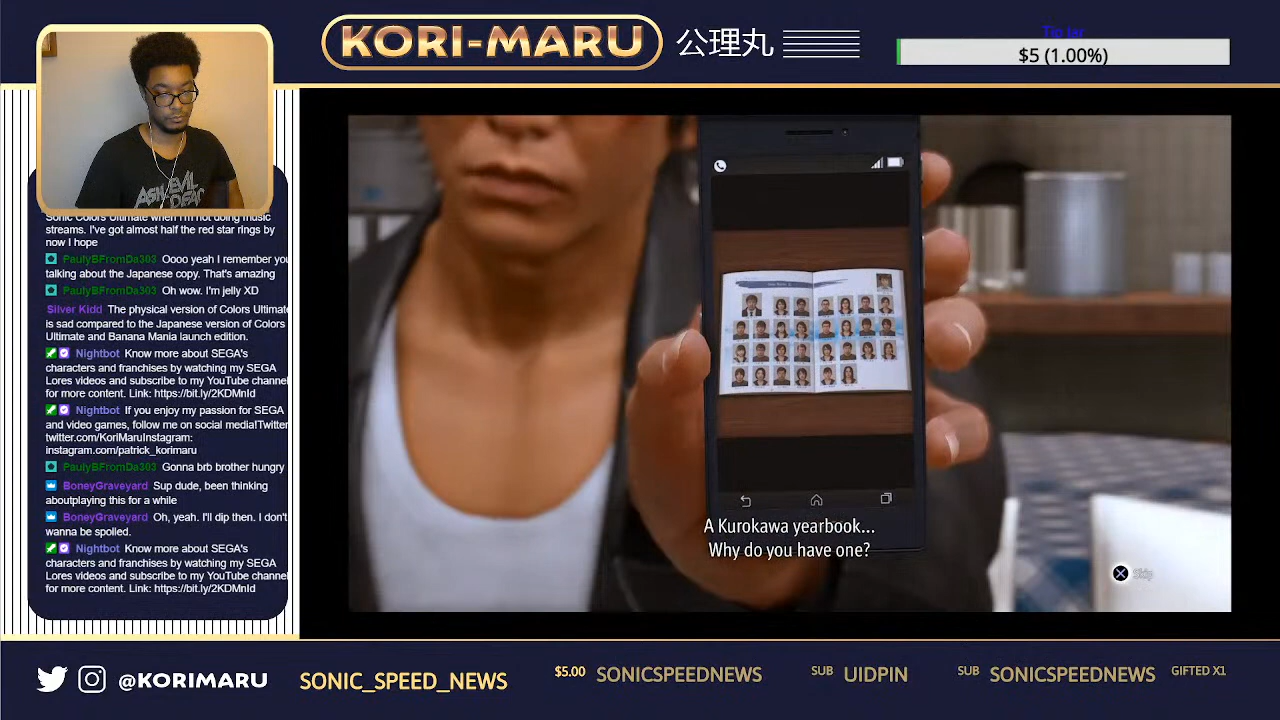 KORI-MARU 公理丸
Tip Jar
$5 (1.00%)
ASH EVIL
DEAD
Sonic Colors Ultimate when I'm not doing music
streams. I've got almost half the red star rings by
now I hope
PaulyBFromDa303 Oooo yeah I remember you
talking about the Japanese copy. That's amazing
PaulyBFromDa303 Oh wow. I'm jelly XD
Silver Kidd The physical version of Colors Ultimate
is sad compared to the Japanese version of Colors
Ultimate and Banana Mania launch edition.
Nightbot Know more about SEGA's
characters and franchises by watching my SEGA
Lores videos and subscribe to my YouTube channel
for more content. Link: https://bit.ly/2KDMnId
Nightbot If you enjoy my passion for SEGA
and video games, follow me on social media!Twitter:
twitter.com/KoriMaruInstagram:
instagram.com/patrick_korimaru
PaulyBFromDa303 Gonna brb brother hungry
BoneyGraveyard Sup dude, been thinking
aboutplaying this for a while
BoneyGraveyard Oh, yeah. I'll dip then. I don't
wanna be spoiled.
Nightbot Know more about SEGA's
characters and franchises by watching my SEGA
Lores videos and subscribe to my YouTube channel
for more content. Link: https://bit.ly/2KDMnId
A Kurokawa yearbook...
Why do you have one?
Skip
@KORIMARU
SONIC_SPEED_NEWS
$5.00 SONICSPEEDNEWS SUB UIDPIN SUB SONICSPEEDNEWS GIFTED X1